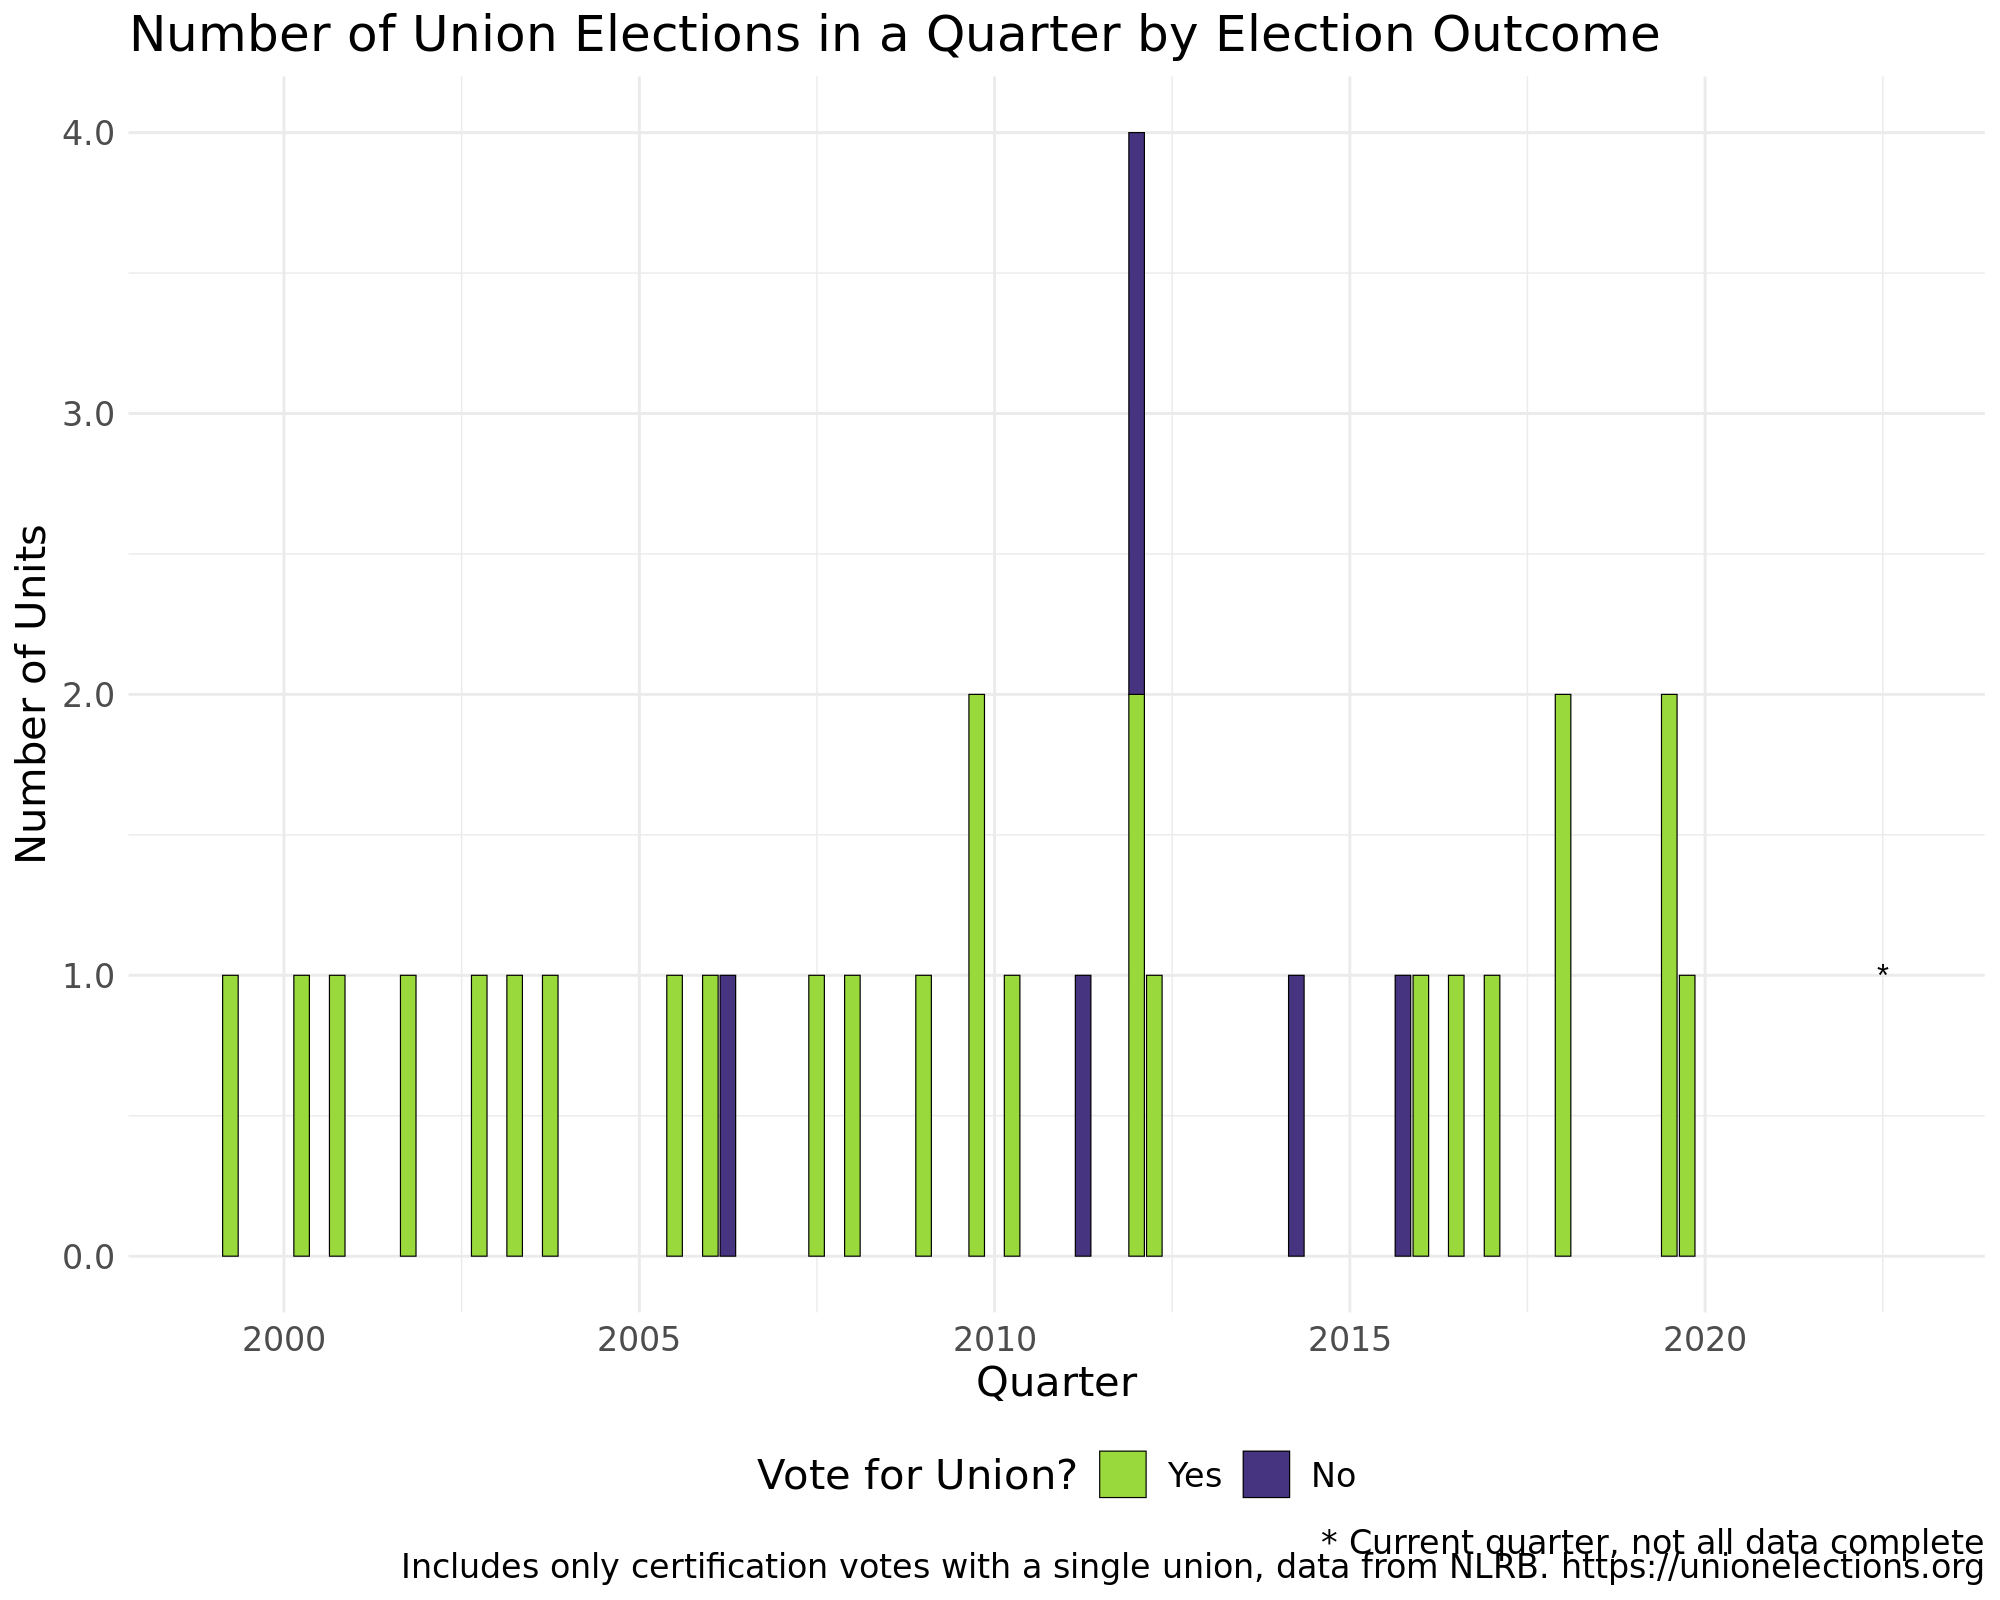 Number of Union Elections in a Quarter by Election Outcome
Number of Units
4.0
3.0
2.0
1.0
0.0
*
2000 2005 2010 2015 2020
Quarter
Vote for Union? Yes No
* Current quarter, not all data complete
Includes only certification votes with a single union, data from NLRB. https://unionelections.org